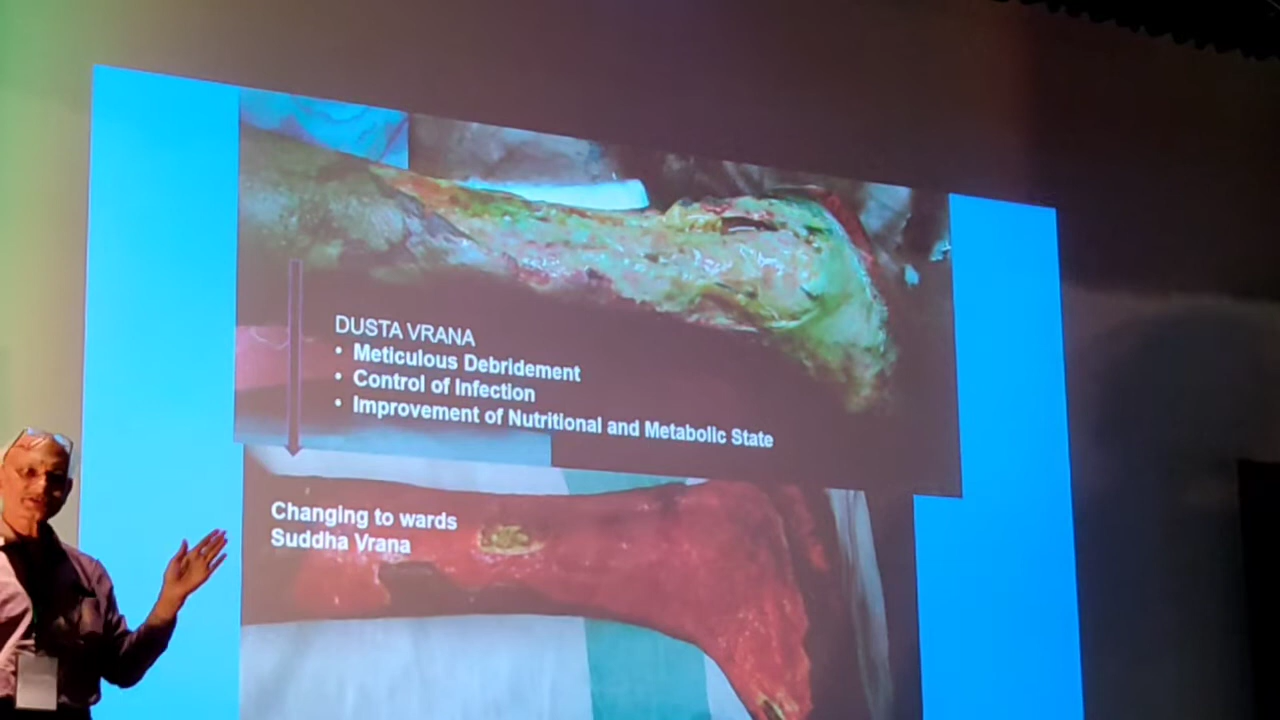 DUSTA VRANA
• Meticulous Debridement
• Control of Infection
• Improvement of Nutritional and Metabolic State
Changing to wards
Suddha Vrana